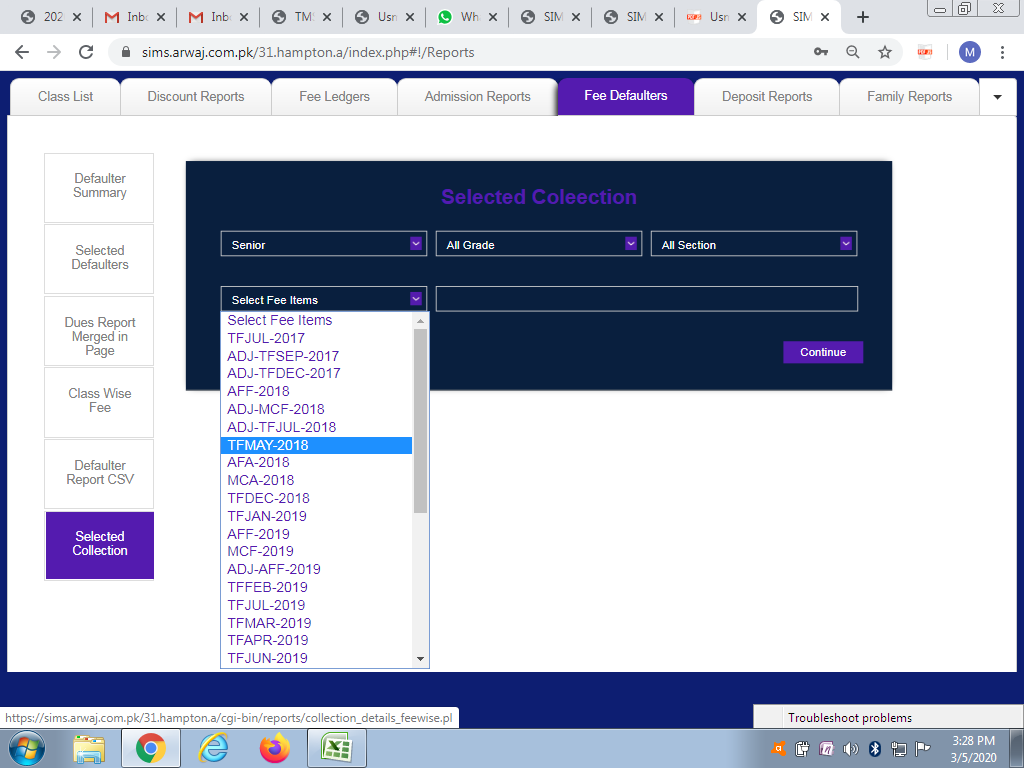 202
Inbo
Inb
TMS
Usn
Wh
SIM
SIM
Usn
SIM
sims.arwaj.com.pk/31.hampton.a/index.php#!/Reports
M
Class List
Discount Reports
Fee Ledgers
Admission Reports
Fee Defaulters
Deposit Reports
Family Reports
Defaulter
Summary
Selected
Defaulters
Dues Report
Merged in
Page
Class Wise
Fee
Defaulter
Report CSV
Selected
Collection
Selected Coleection
Senior
All Grade
All Section
Select Fee Items
Select Fee Items
TFJUL-2017
ADJ-TFSEP-2017
ADJ-TFDEC-2017
AFF-2018
ADJ-MCF-2018
ADJ-TFJUL-2018
TFMAY-2018
AFA-2018
MCA-2018
TFDEC-2018
TFJAN-2019
AFF-2019
MCF-2019
ADJ-AFF-2019
TFFEB-2019
TFJUL-2019
TFMAR-2019
TFAPR-2019
TFJUN-2019
Continue
https://sims.arwaj.com.pk/31.hampton.a/cgi-bin/reports/collection_details_feewise.pl
Troubleshoot problems
3:28 PM
3/5/2020